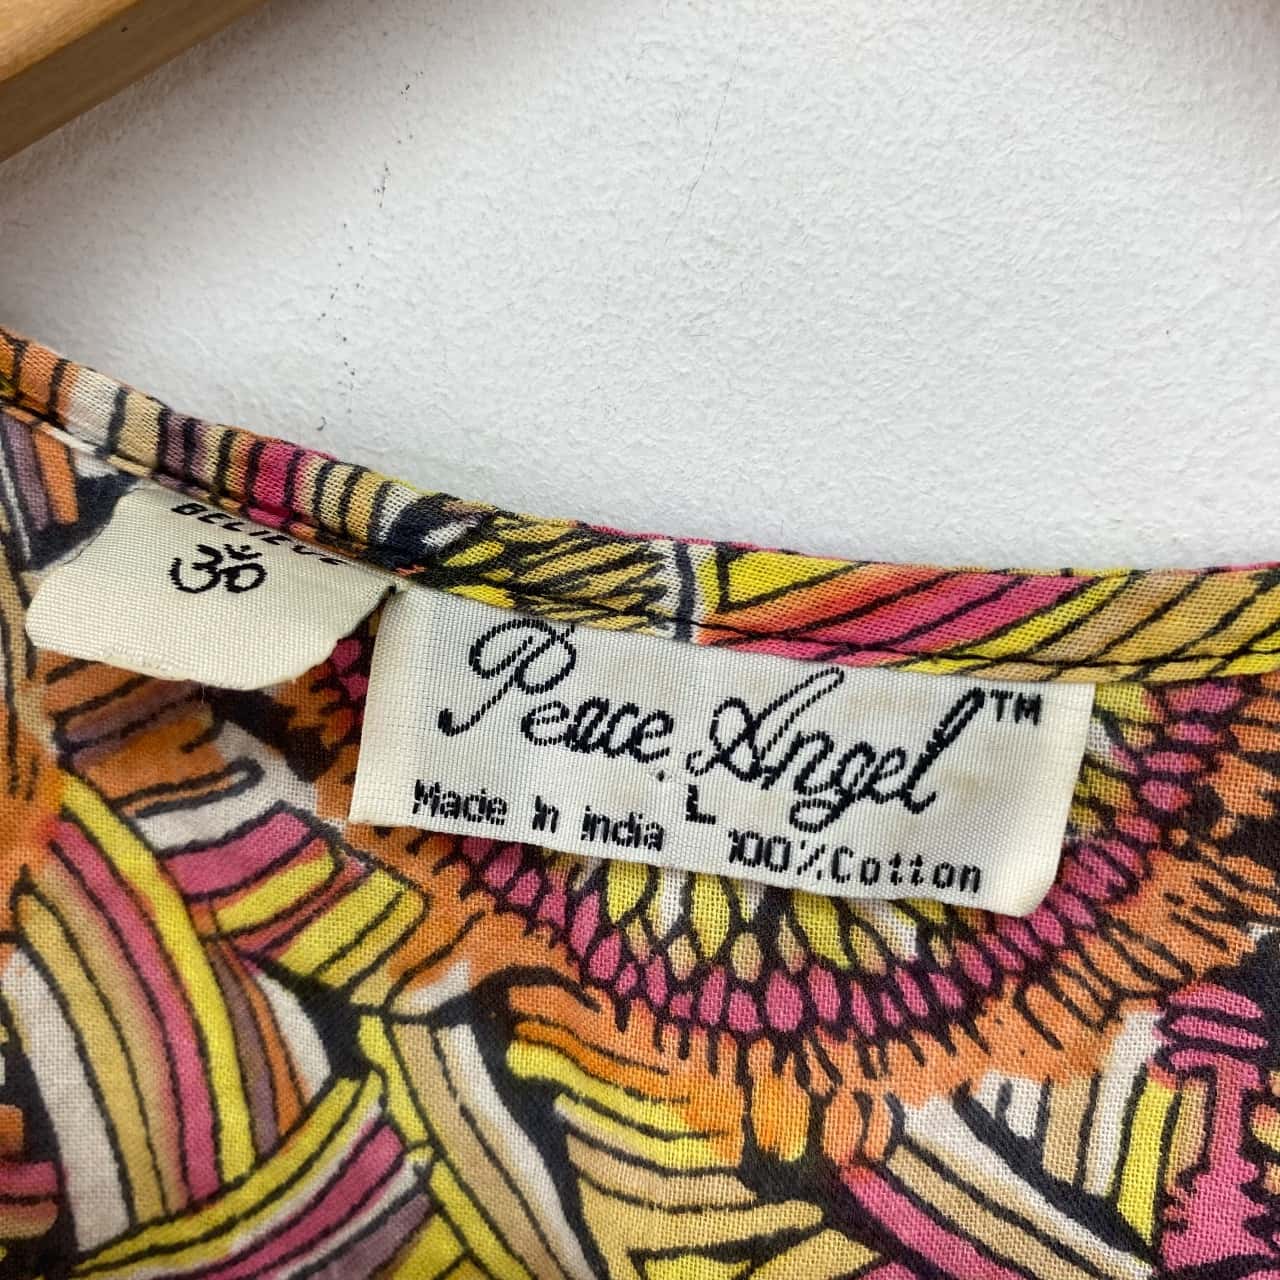 BELIEVE
ॐ
Peace Angel™
L
Made in india 100% Cotton